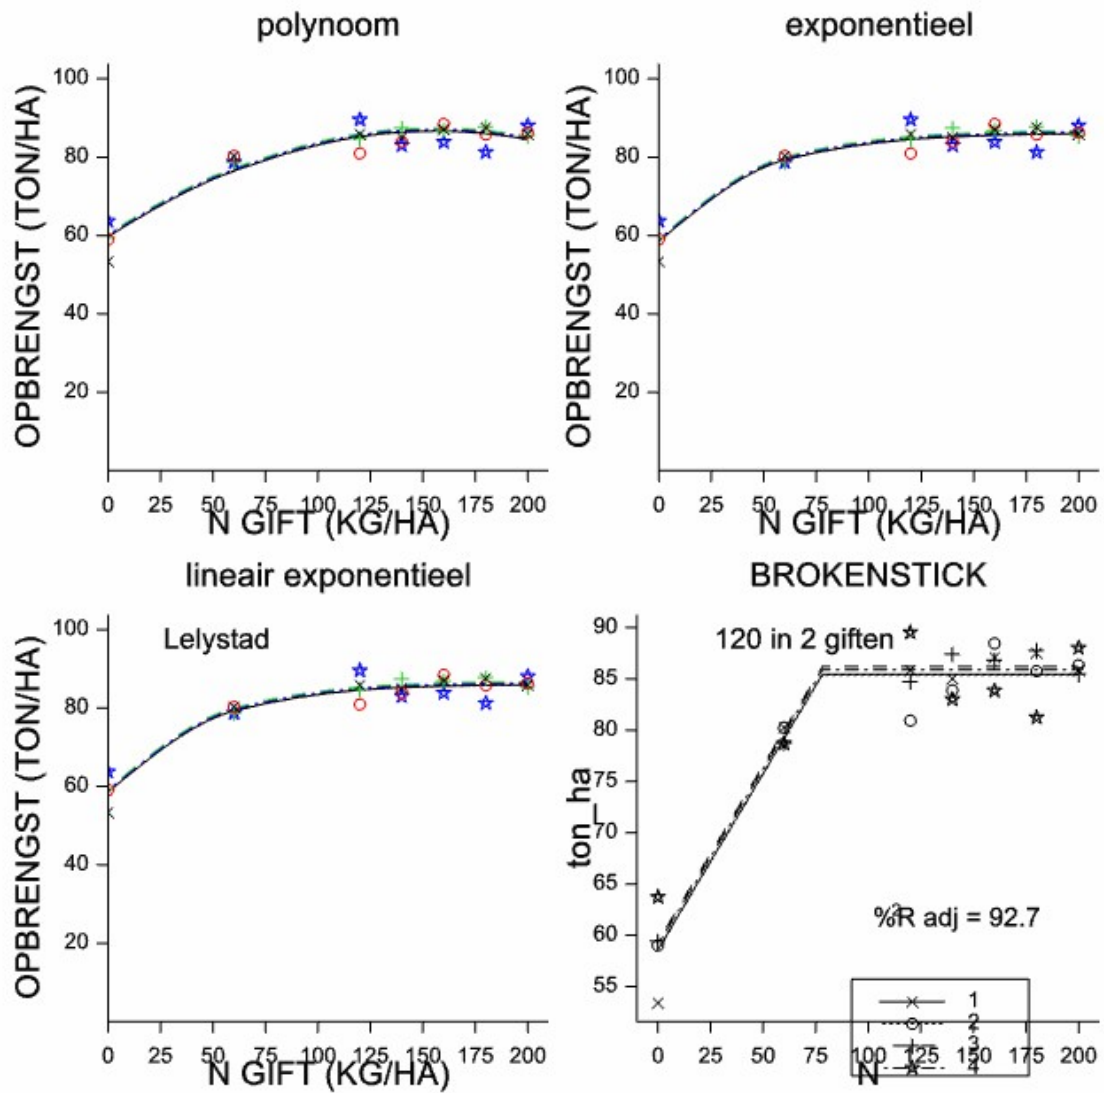 polynoom
OPBRENGST (TON/HA)
100
80
60
40
20
0 25 50 75 100 125 150 175 200
N GIFT (KG/HA)
exponentieel
OPBRENGST (TON/HA)
100
80
60
40
20
0 25 50 75 100 125 150 175 200
N GIFT (KG/HA)
lineair exponentieel
Lelystad
OPBRENGST (TON/HA)
100
80
60
40
20
0 25 50 75 100 125 150 175 200
N GIFT (KG/HA)
BROKENSTICK
120 in 2 giften
ton_ha
90
85
80
75
70
65
60
55
%R2 adj = 92.7
1
2
3
4
0 25 50 75 100 125 150 175 200
N